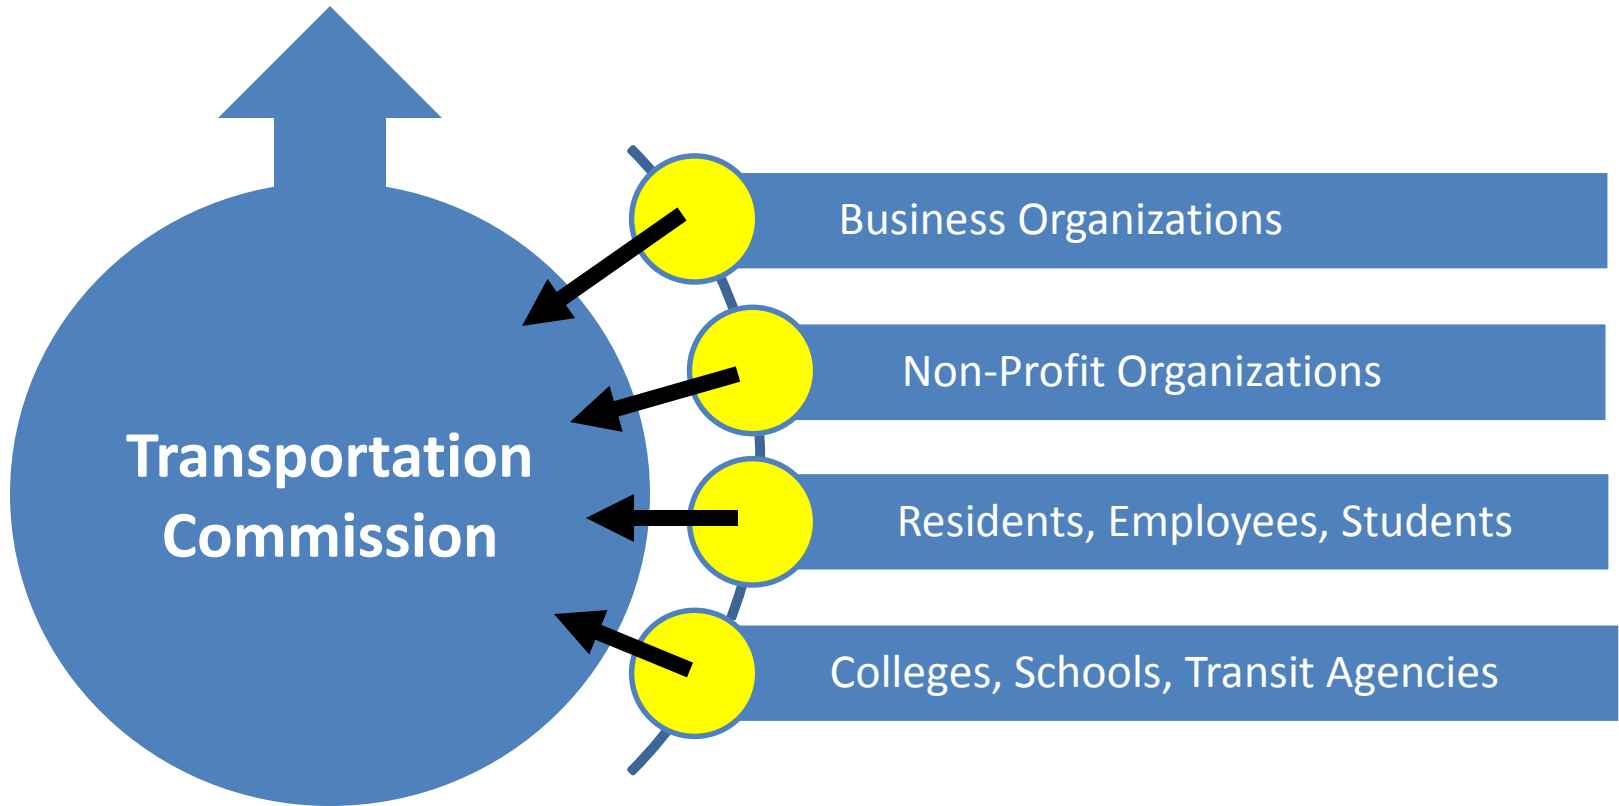 Business Organizations
Non-Profit Organizations
Transportation
Commission
Residents, Employees, Students
Colleges, Schools, Transit Agencies